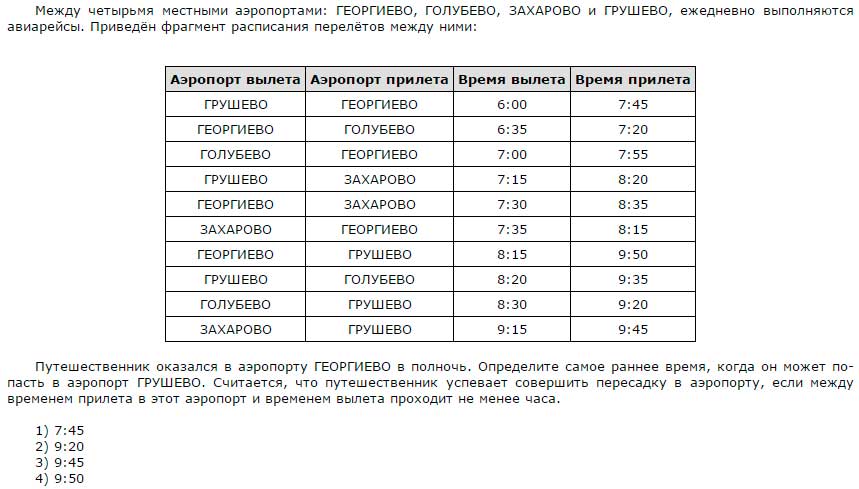 Между четырьмя местными аэропортами: ГЕОРГИЕВО, ГОЛУБЕВО, ЗАХАРОВО и ГРУШЕВО, ежедневно выполняются
авиарейсы. Приведён фрагмент расписания перелётов между ними:
Аэропорт вылета Аэропорт прилета Время вылета Время прилета
ГРУШЕВО ГЕОРГИЕВО 6:00 7:45
ГЕОРГИЕВО ГОЛУБЕВО 6:35 7:20
ГОЛУБЕВО ГЕОРГИЕВО 7:00 7:55
ГРУШЕВО ЗАХАРОВО 7:15 8:20
ГЕОРГИЕВО ЗАХАРОВО 7:30 8:35
ЗАХАРОВО ГЕОРГИЕВО 7:35 8:15
ГЕОРГИЕВО ГРУШЕВО 8:15 9:50
ГРУШЕВО ГОЛУБЕВО 8:20 9:35
ГОЛУБЕВО ГРУШЕВО 8:30 9:20
ЗАХАРОВО ГРУШЕВО 9:15 9:45
Путешественник оказался в аэропорту ГЕОРГИЕВО в полночь. Определите самое раннее время, когда он может по-
пасть в аэропорт ГРУШЕВО. Считается, что путешественник успевает совершить пересадку в аэропорту, если между
временем прилета в этот аэропорт и временем вылета проходит не менее часа.
1) 7:45
2) 9:20
3) 9:45
4) 9:50